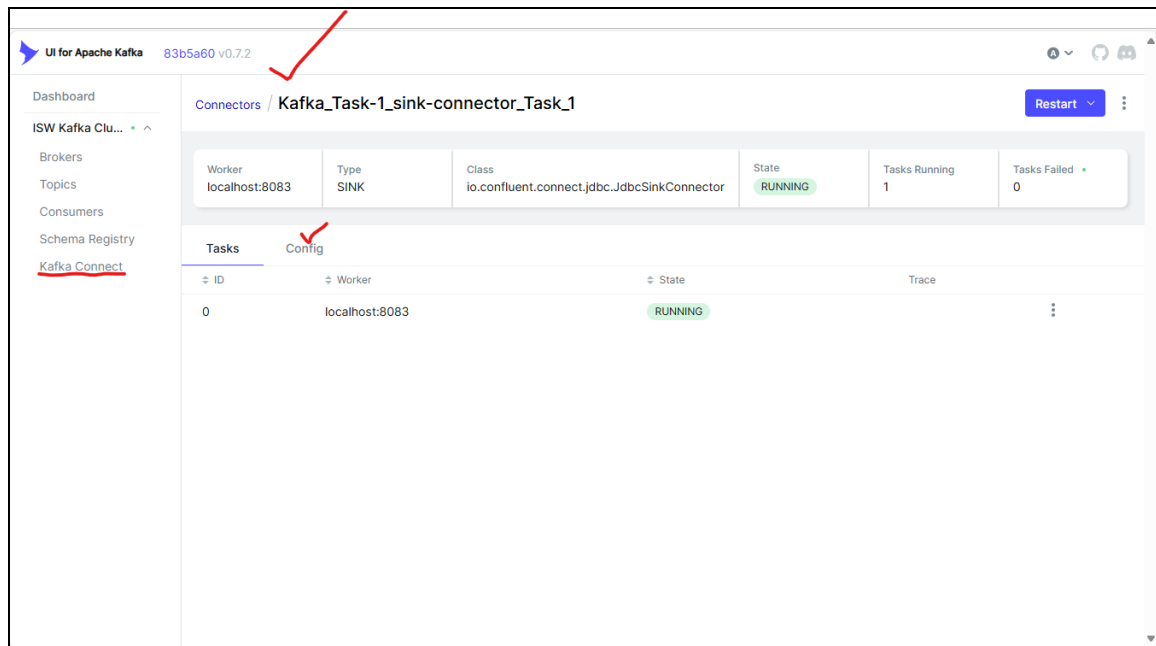 UI for Apache Kafka 83b5a60 v0.7.2 A
Dashboard
ISW Kafka Clu...
Brokers
Topics
Consumers
Schema Registry
Kafka Connect
Connectors / Kafka_Task-1_sink-connector_Task_1 Restart
Worker Type Class State Tasks Running Tasks Failed
localhost:8083 SINK io.confluent.connect.jdbc.JdbcSinkConnector RUNNING 1 0
Tasks Config
ID Worker State Trace
0 localhost:8083 RUNNING